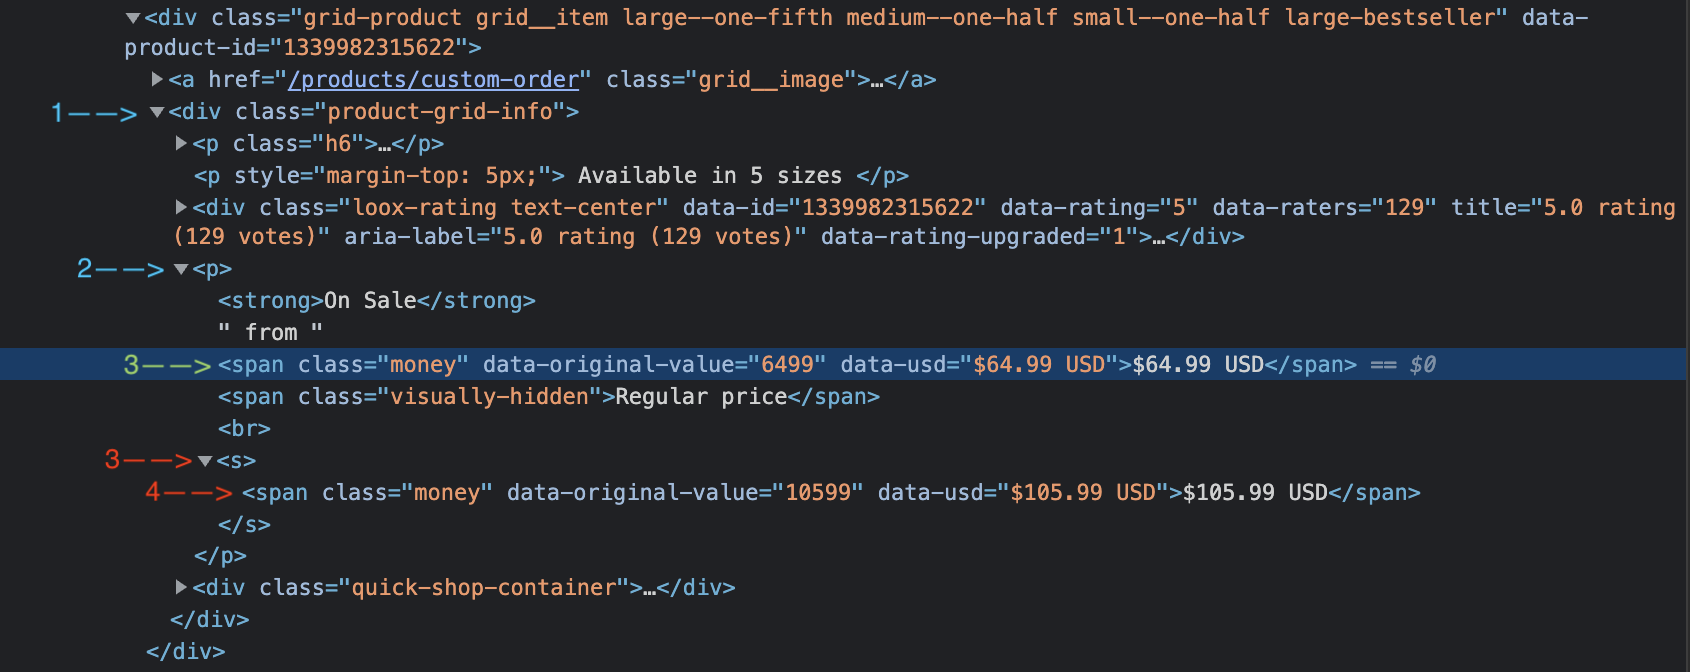 ▼<div class="grid-product grid__item large--one-fifth medium--one-half small--one-half large-bestseller" data-
product-id="1339982315622">
▶<a href="/products/custom-order" class="grid__image">…</a>
1——> ▼<div class="product-grid-info">
▶<p class="h6">…</p>
<p style="margin-top: 5px;"> Available in 5 sizes </p>
▶<div class="loox-rating text-center" data-id="1339982315622" data-rating="5" data-raters="129" title="5.0 rating
(129 votes)" aria-label="5.0 rating (129 votes)" data-rating-upgraded="1">…</div>
2——> ▼<p>
<strong>On Sale</strong>
" from "
3——> <span class="money" data-original-value="6499" data-usd="$64.99 USD">$64.99 USD</span> == $0
<span class="visually-hidden">Regular price</span>
<br>
3——> ▼<s>
4——> <span class="money" data-original-value="10599" data-usd="$105.99 USD">$105.99 USD</span>
</s>
</p>
▶<div class="quick-shop-container">…</div>
</div>
</div>